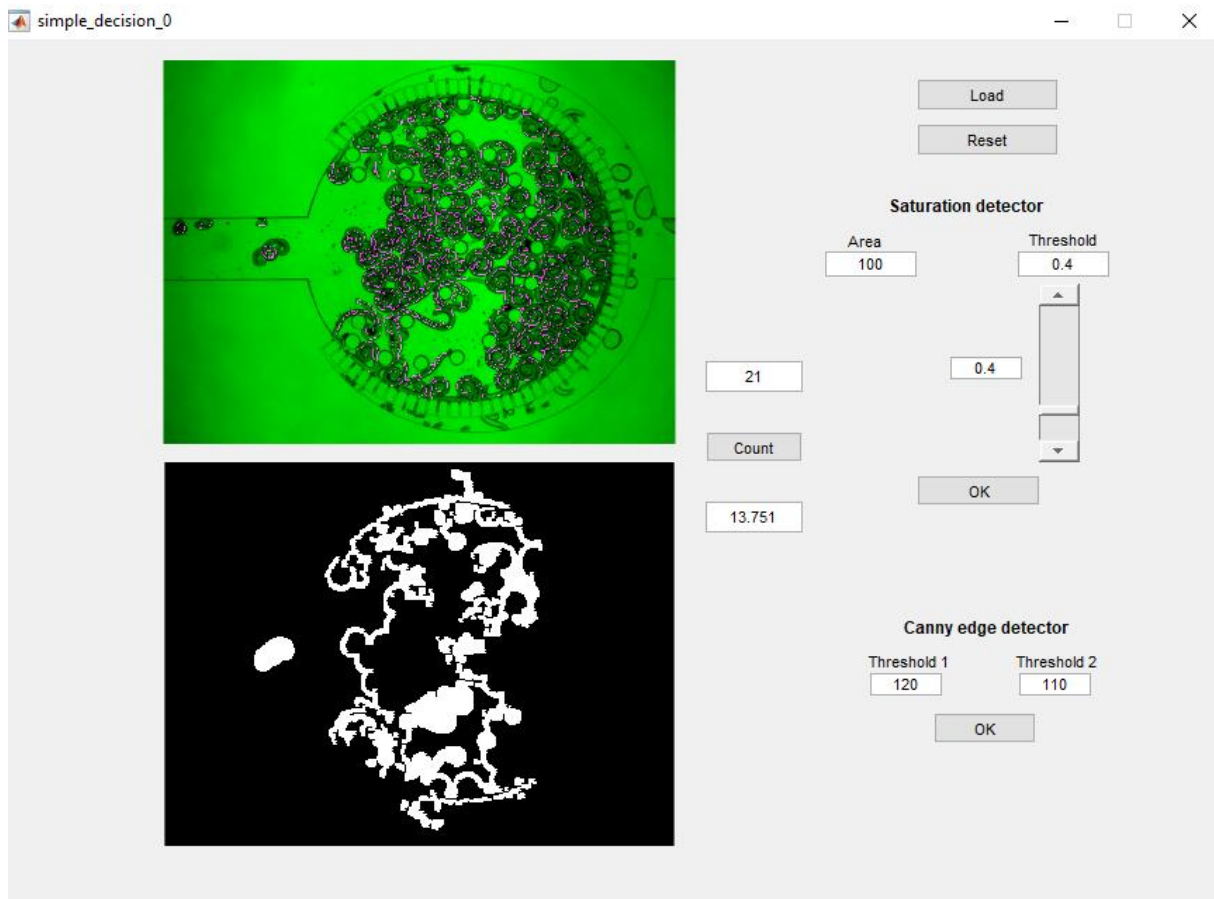 simple_decision_0
Load
Reset
Saturation detector
Area Threshold
100 0.4
0.4
21
Count
OK
13.751
Canny edge detector
Threshold 1 Threshold 2
120 110
OK